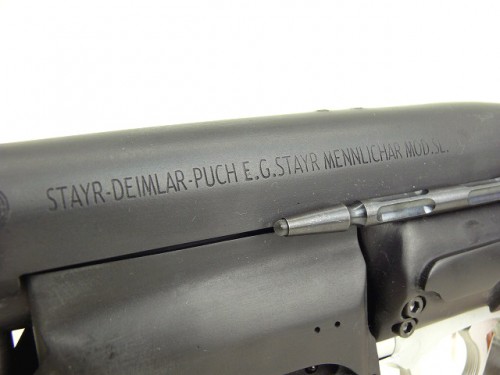 STAYR-DEIMLAR-PUCH E.G.STAYR MENNLICHAR MOD.SL.